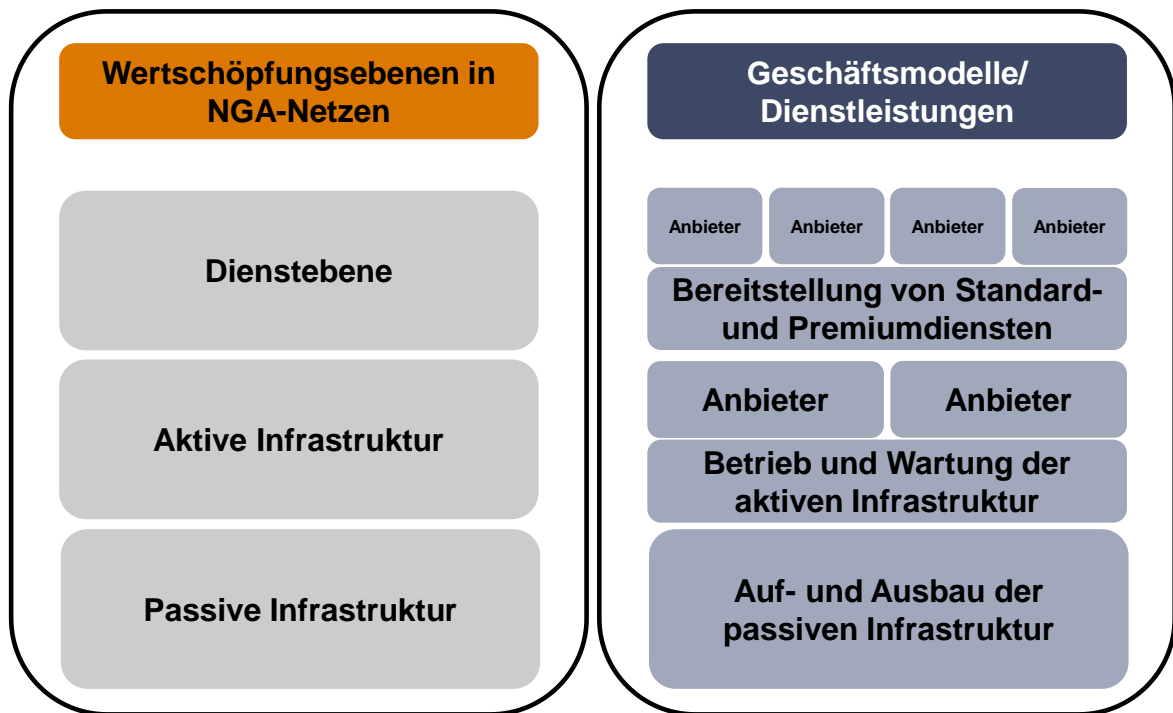 Wertschöpfungsebenen in
NGA-Netzen
Dienstebene
Aktive Infrastruktur
Passive Infrastruktur
Geschäftsmodelle/
Dienstleistungen
Anbieter Anbieter Anbieter Anbieter
Bereitstellung von Standard-
und Premiumdiensten
Anbieter Anbieter
Betrieb und Wartung der
aktiven Infrastruktur
Auf- und Ausbau der
passiven Infrastruktur